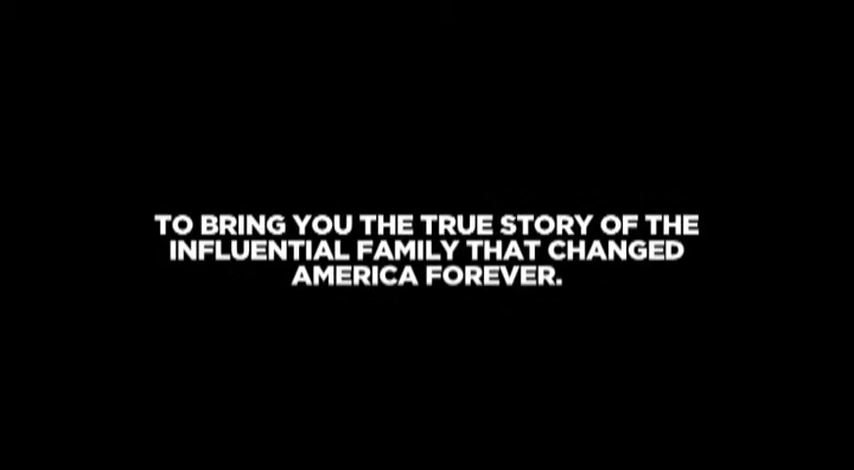 TO BRING YOU THE TRUE STORY OF THE
INFLUENTIAL FAMILY THAT CHANGED
AMERICA FOREVER.